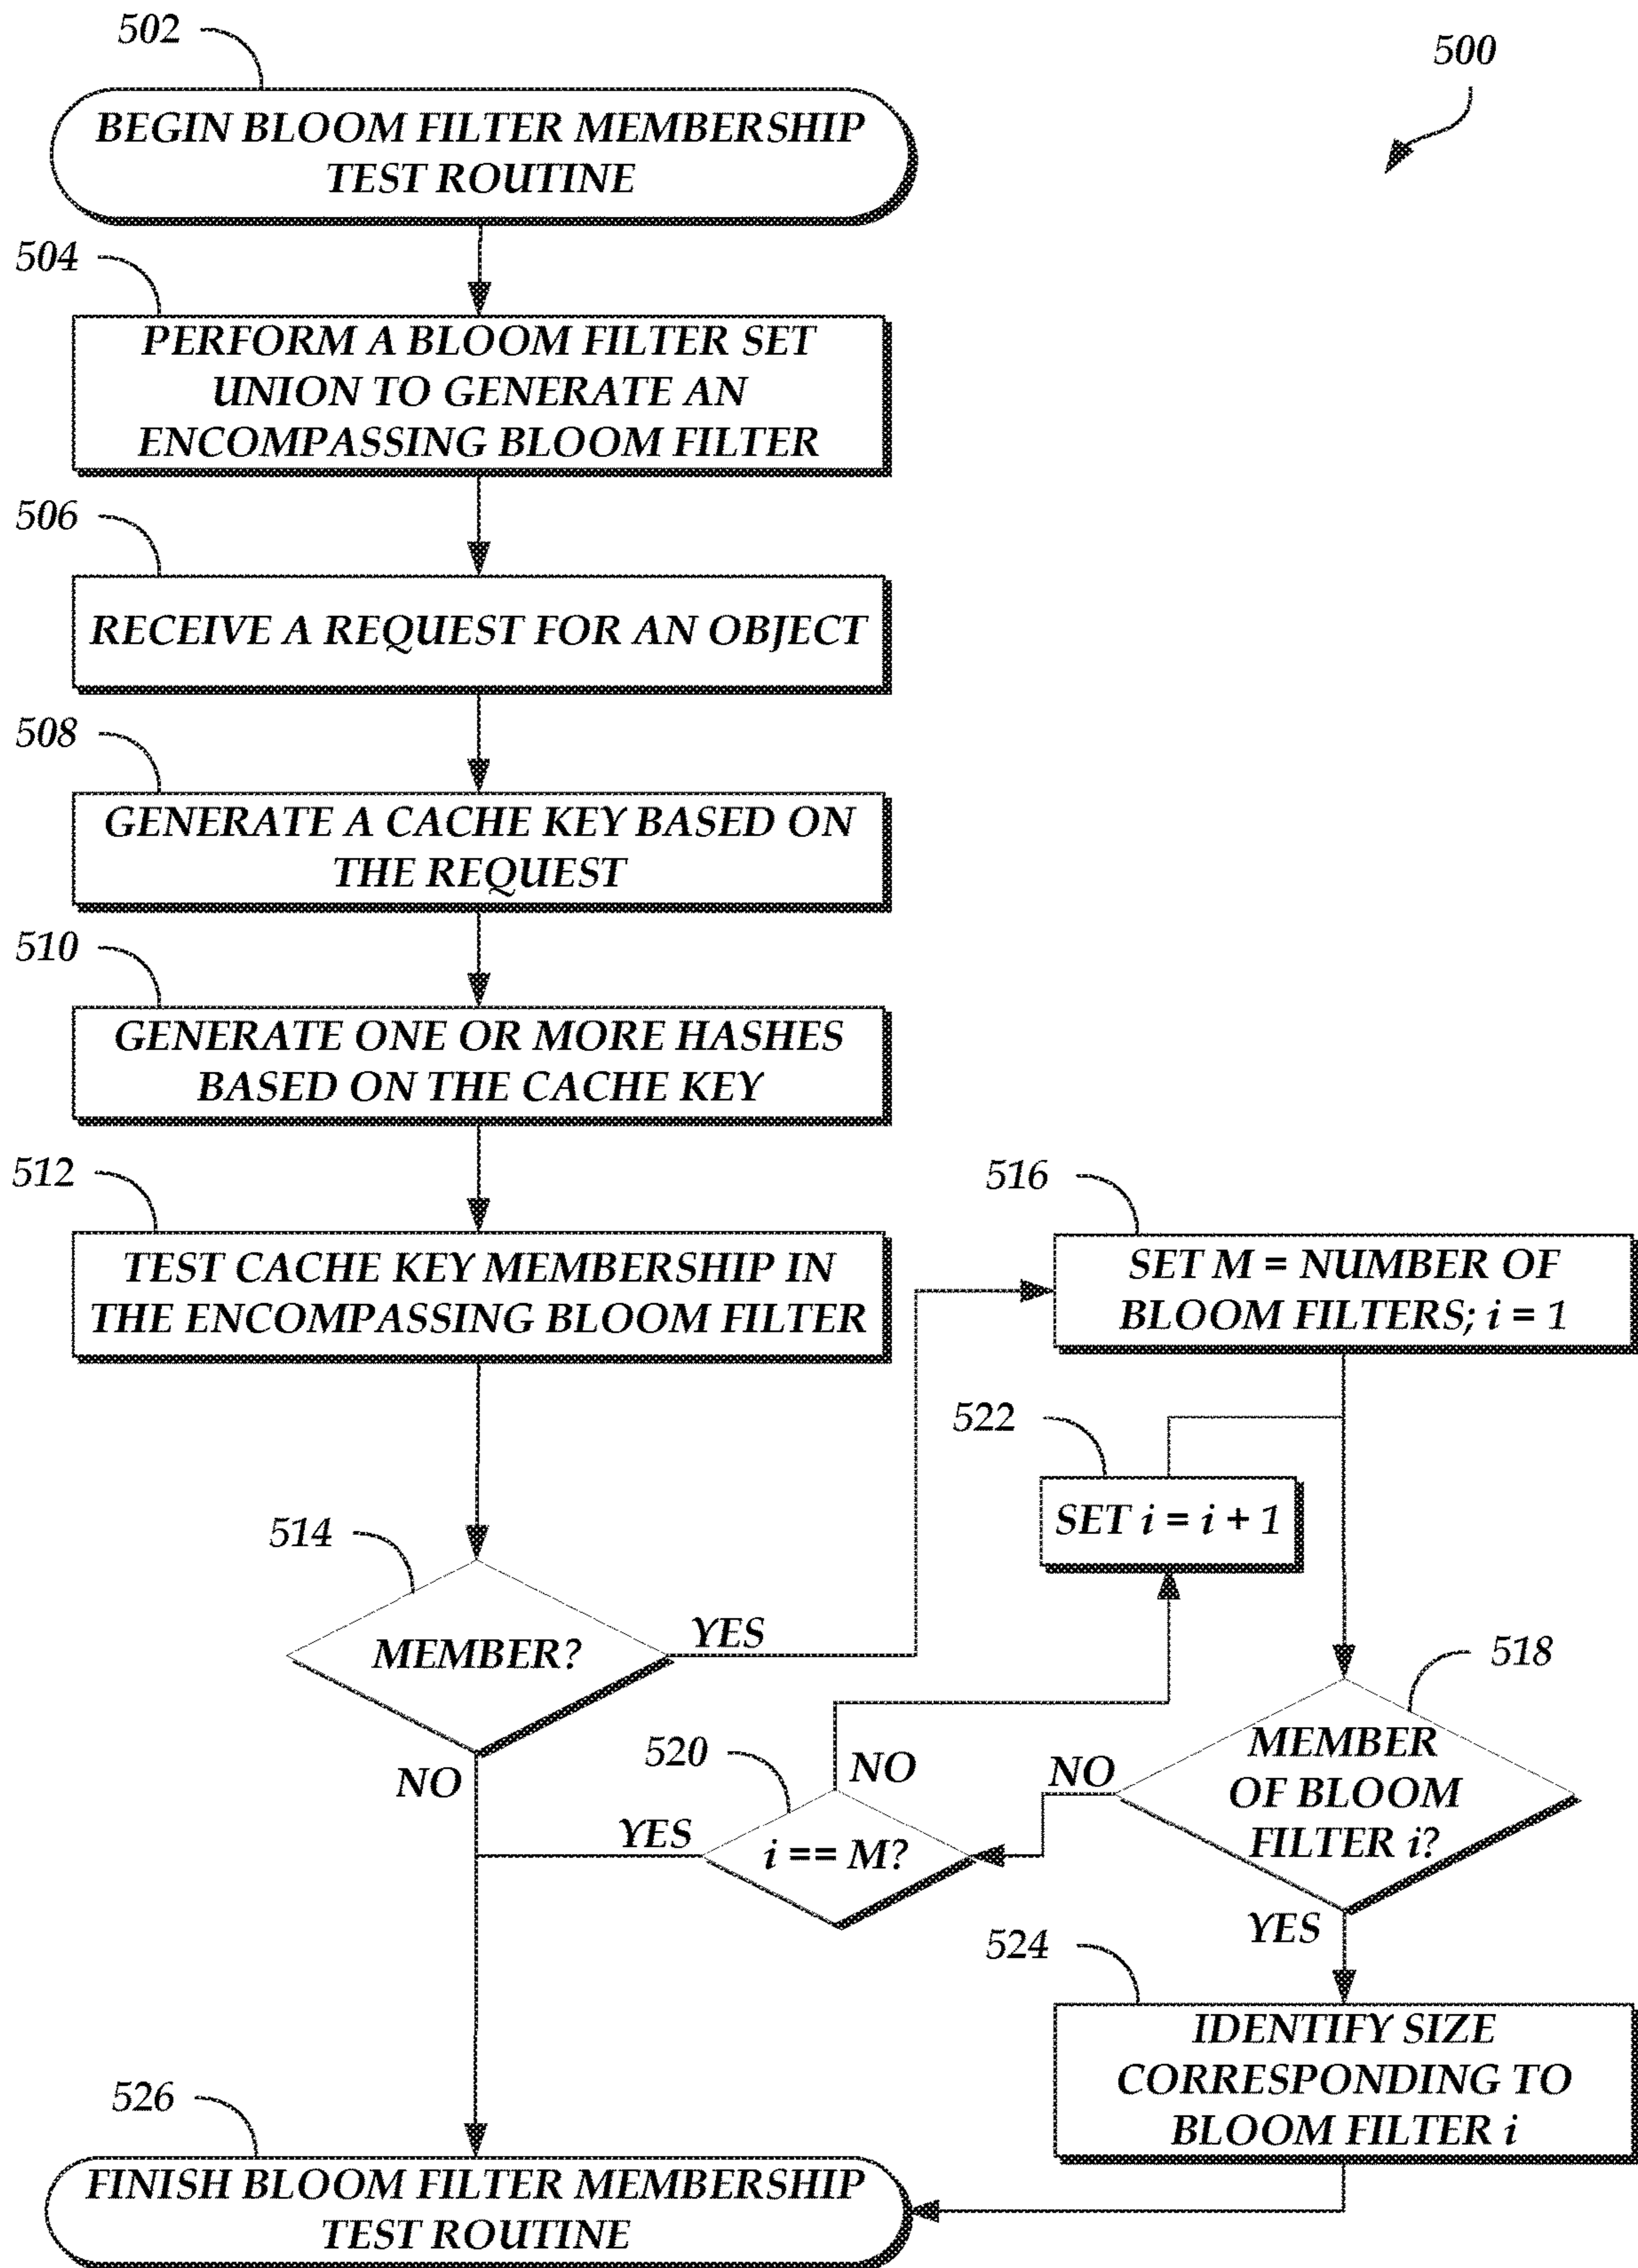 502
500
BEGIN BLOOM FILTER MEMBERSHIP
TEST ROUTINE
504
PERFORM A BLOOM FILTER SET
UNION TO GENERATE AN
ENCOMPASSING BLOOM FILTER
506
RECEIVE A REQUEST FOR AN OBJECT
508
GENERATE A CACHE KEY BASED ON
THE REQUEST
510
GENERATE ONE OR MORE HASHES
BASED ON THE CACHE KEY
512
TEST CACHE KEY MEMBERSHIP IN
THE ENCOMPASSING BLOOM FILTER
514
MEMBER?
YES
NO
516
SET M = NUMBER OF
BLOOM FILTERS; i = 1
522
SET i = i + 1
518
MEMBER
OF BLOOM
FILTER i?
NO
YES
520
i == M?
NO
YES
524
IDENTIFY SIZE
CORRESPONDING TO
BLOOM FILTER i
526
FINISH BLOOM FILTER MEMBERSHIP
TEST ROUTINE